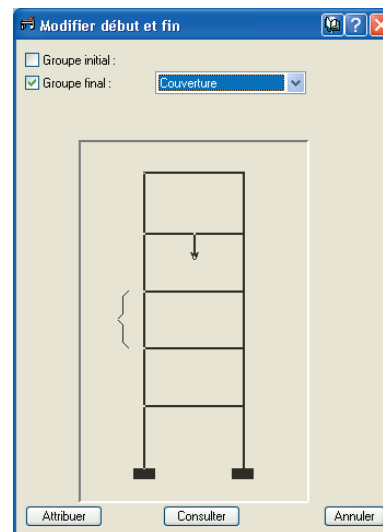 Modifier début et fin
Groupe initial :
Groupe final : Couverture
Attribuer Consulter Annuler